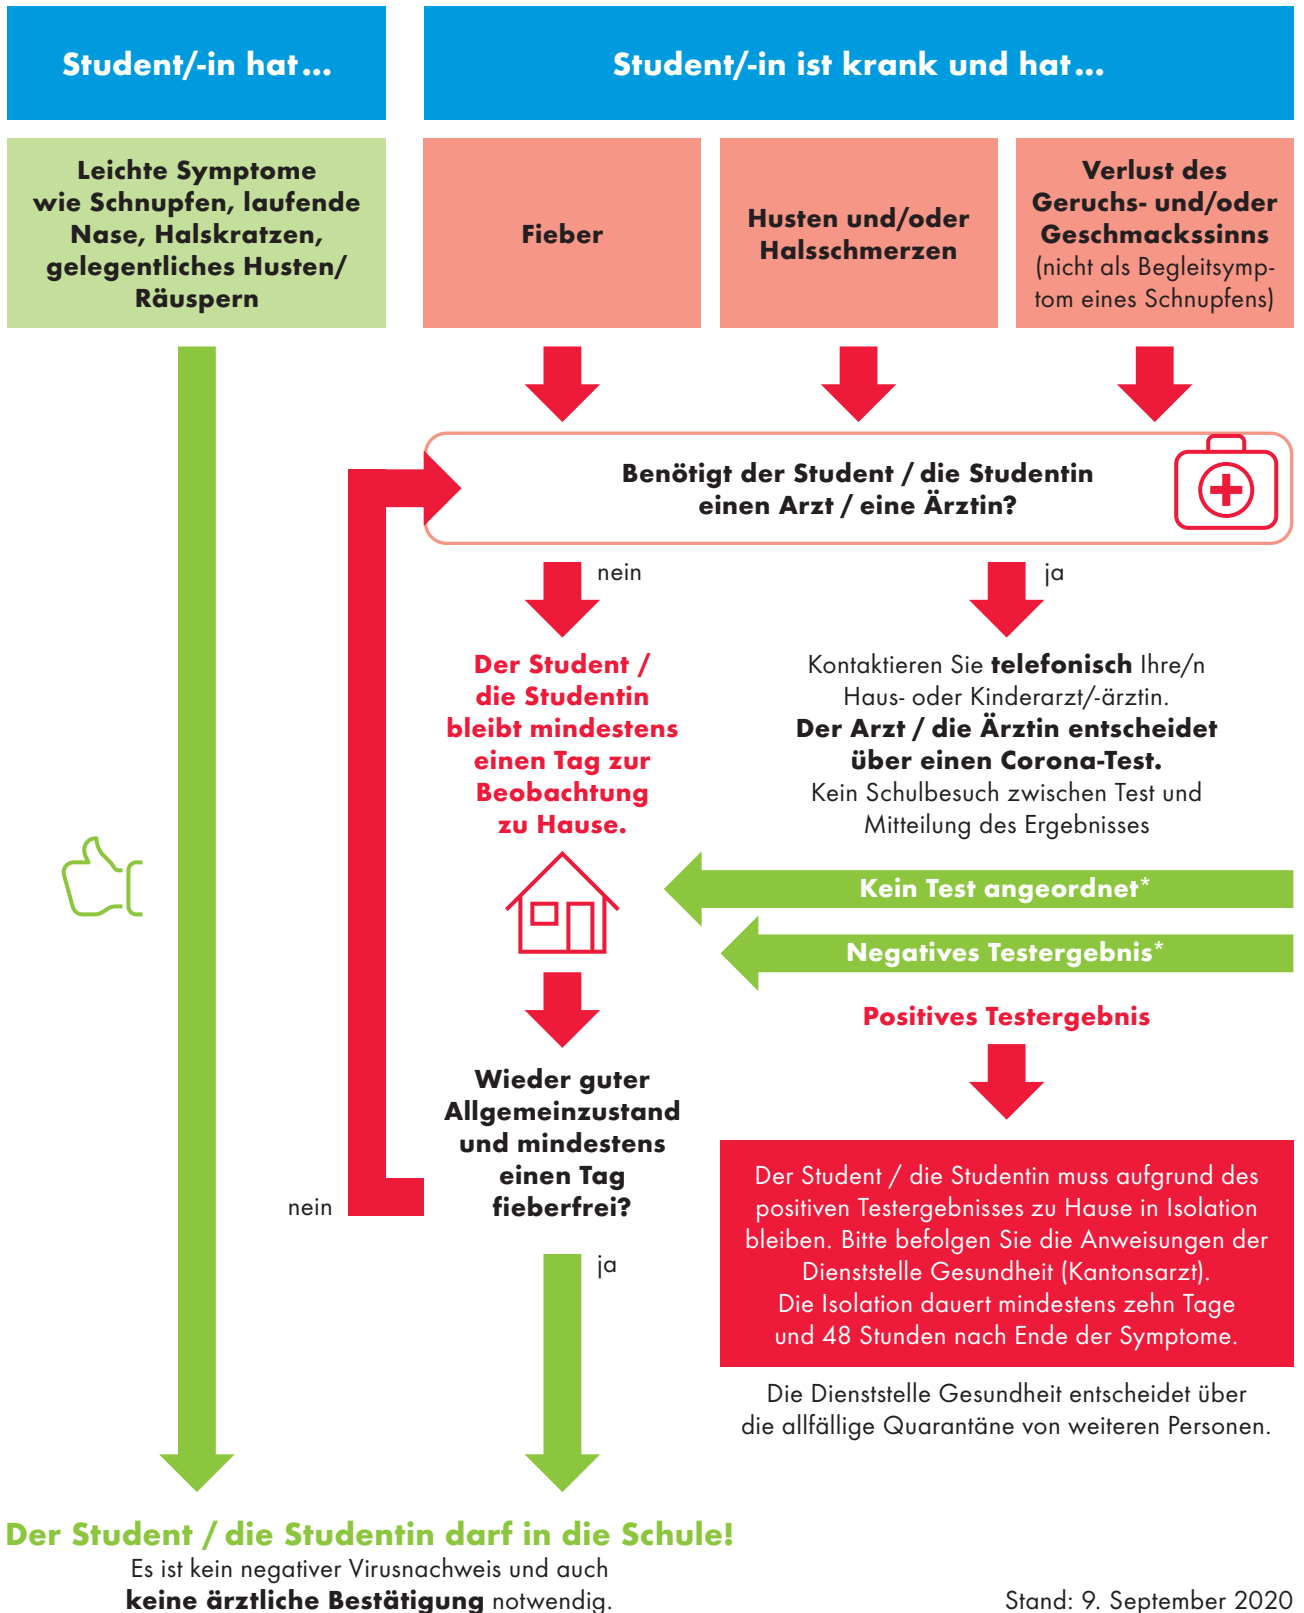 Student/-in hat...
Student/-in ist krank und hat...
Leichte Symptome
wie Schnupfen, laufende
Nase, Halskratzen,
gelegentliches Husten/
Räuspern
Fieber
Husten und/oder
Halsschmerzen
Verlust des
Geruchs- und/oder
Geschmackssinns
(nicht als Begleitsymp-
tom eines Schnupfens)
Benötigt der Student / die Studentin
einen Arzt / eine Ärztin?
nein
ja
Der Student /
die Studentin
bleibt mindestens
einen Tag zur
Beobachtung
zu Hause.
Kontaktieren Sie telefonisch Ihre/n
Haus- oder Kinderarzt/-ärztin.
Der Arzt / die Ärztin entscheidet
über einen Corona-Test.
Kein Schulbesuch zwischen Test und
Mitteilung des Ergebnisses
Kein Test angeordnet*
Negatives Testergebnis*
Positives Testergebnis
Wieder guter
Allgemeinzustand
und mindestens
einen Tag
fieberfrei?
nein
ja
Der Student / die Studentin muss aufgrund des
positiven Testergebnisses zu Hause in Isolation
bleiben. Bitte befolgen Sie die Anweisungen der
Dienststelle Gesundheit (Kantonsarzt).
Die Isolation dauert mindestens zehn Tage
und 48 Stunden nach Ende der Symptome.
Die Dienststelle Gesundheit entscheidet über
die allfällige Quarantäne von weiteren Personen.
Der Student / die Studentin darf in die Schule!
Es ist kein negativer Virusnachweis und auch
keine ärztliche Bestätigung notwendig.
Stand: 9. September 2020